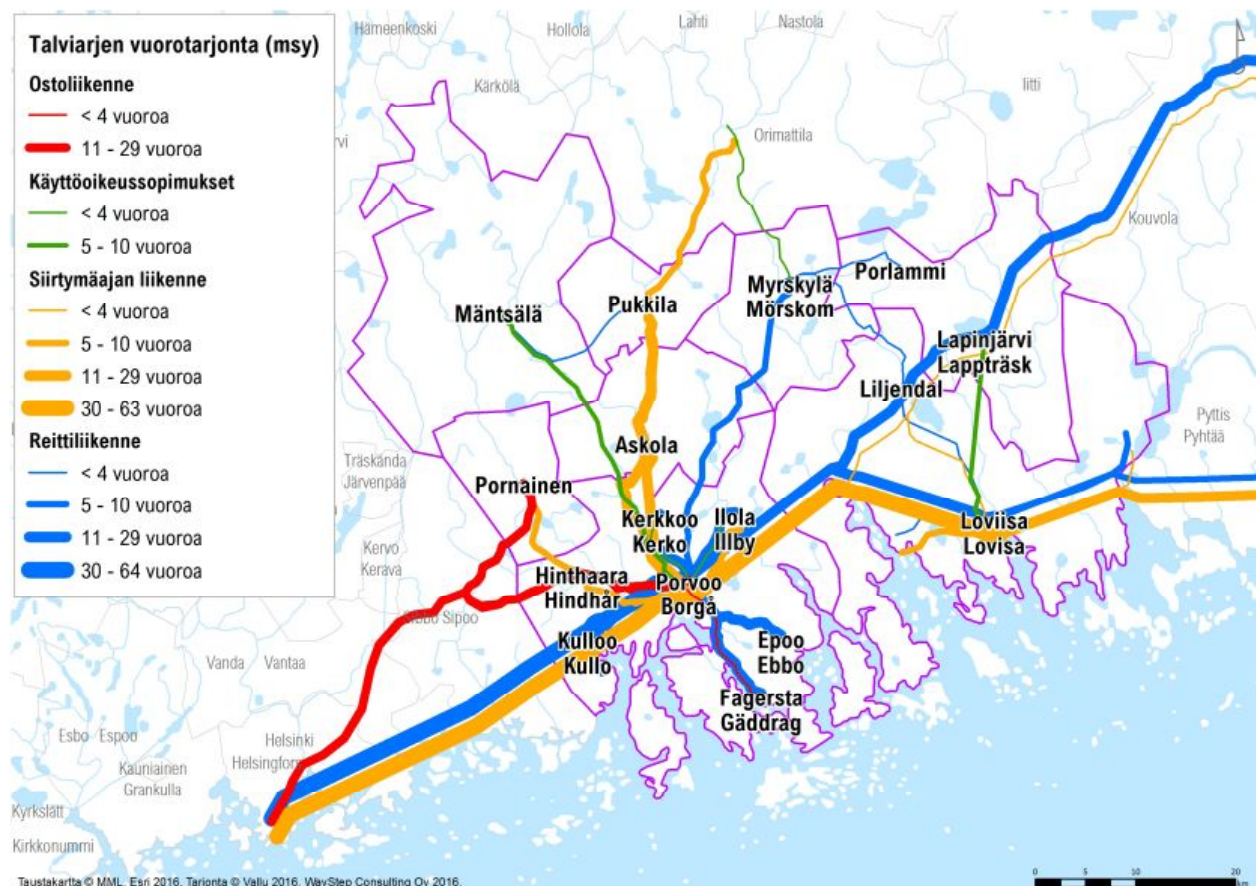 Talviarjen vuorotarjonta (msy)
Ostoliikenne
< 4 vuoroa
11 - 29 vuoroa
Käyttöoikeussopimukset
< 4 vuoroa
5 - 10 vuoroa
Siirtymäajan liikenne
< 4 vuoroa
5 - 10 vuoroa
11 - 29 vuoroa
30 - 63 vuoroa
Reittiliikenne
< 4 vuoroa
5 - 10 vuoroa
11 - 29 vuoroa
30 - 64 vuoroa
Hämeenkoski
Hollola
Lahti
Nastola
Kärkölä
Iitti
Orimattila
Kouvola
Porlammi
Myrskylä
Mörskom
Pukkila
Mäntsälä
Lapinjärvi
Lappträsk
Liljendal
Pyttis
Pyhtää
Askola
Träskända
Järvenpää
Pornainen
Kerkkoo
Kerko
Ilola
Illby
Loviisa
Lovisa
Kervo
Kerava
Hinthaara
Hindhår
Porvoo
Borgå
Sibbo Sipoo
Kulloo
Kullo
Epoo
Ebbo
Vanda Vantaa
Fagersta
Gäddrag
Esbo Espoo
Helsinki
Helsingfors
Kauniainen
Grankulla
Kyrkslätt
Kirkkonummi
0 10 20
km
Taustakartta © MML, Esri 2016, Tarjonta © Vallu 2016, WayStep Consulting Oy 2016.